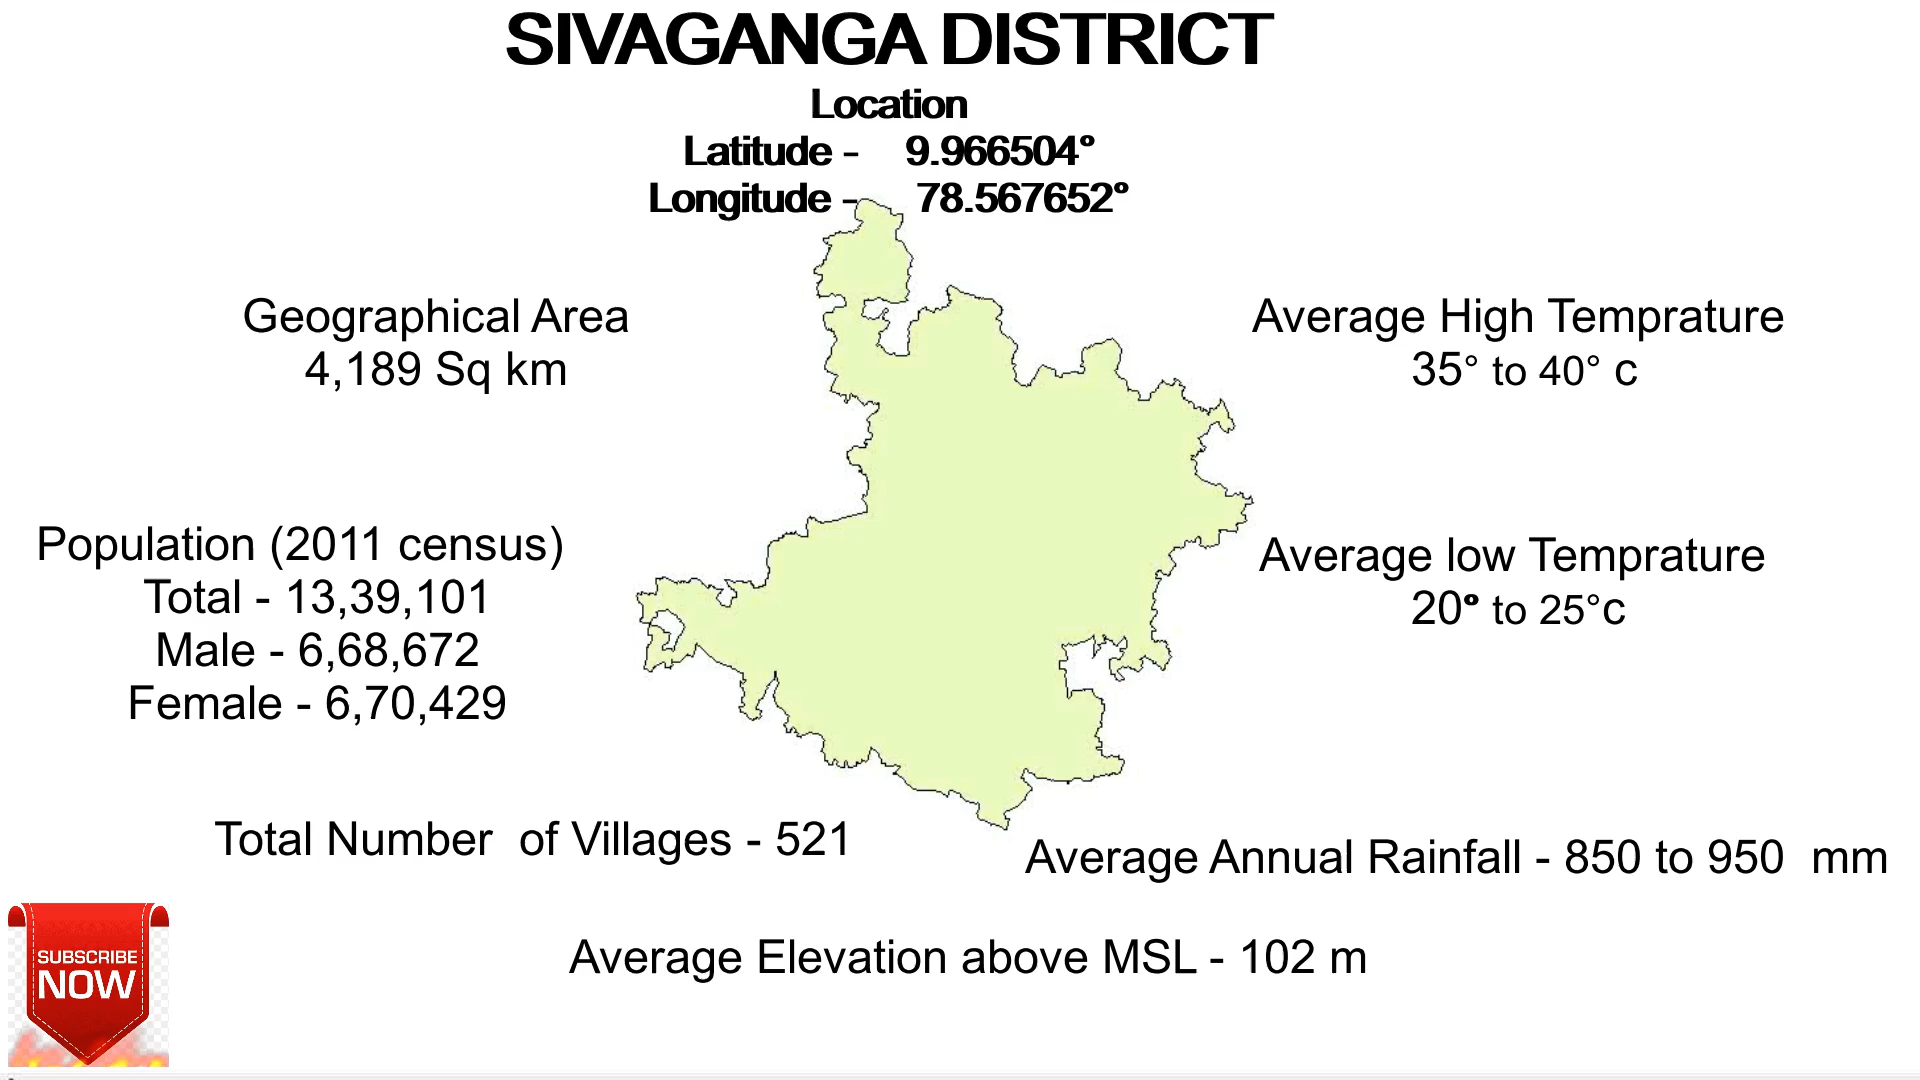 SIVAGANGA DISTRICT
Location
Latitude - 9.966504°
Longitude - 78.567652°
Geographical Area
4,189 Sq km
Average High Temprature
35° to 40° c
Population (2011 census)
Total - 13,39,101
Male - 6,68,672
Female - 6,70,429
Average low Temprature
20° to 25°c
Total Number of Villages - 521
Average Annual Rainfall - 850 to 950 mm
Average Elevation above MSL - 102 m
SUBSCRIBE
NOW